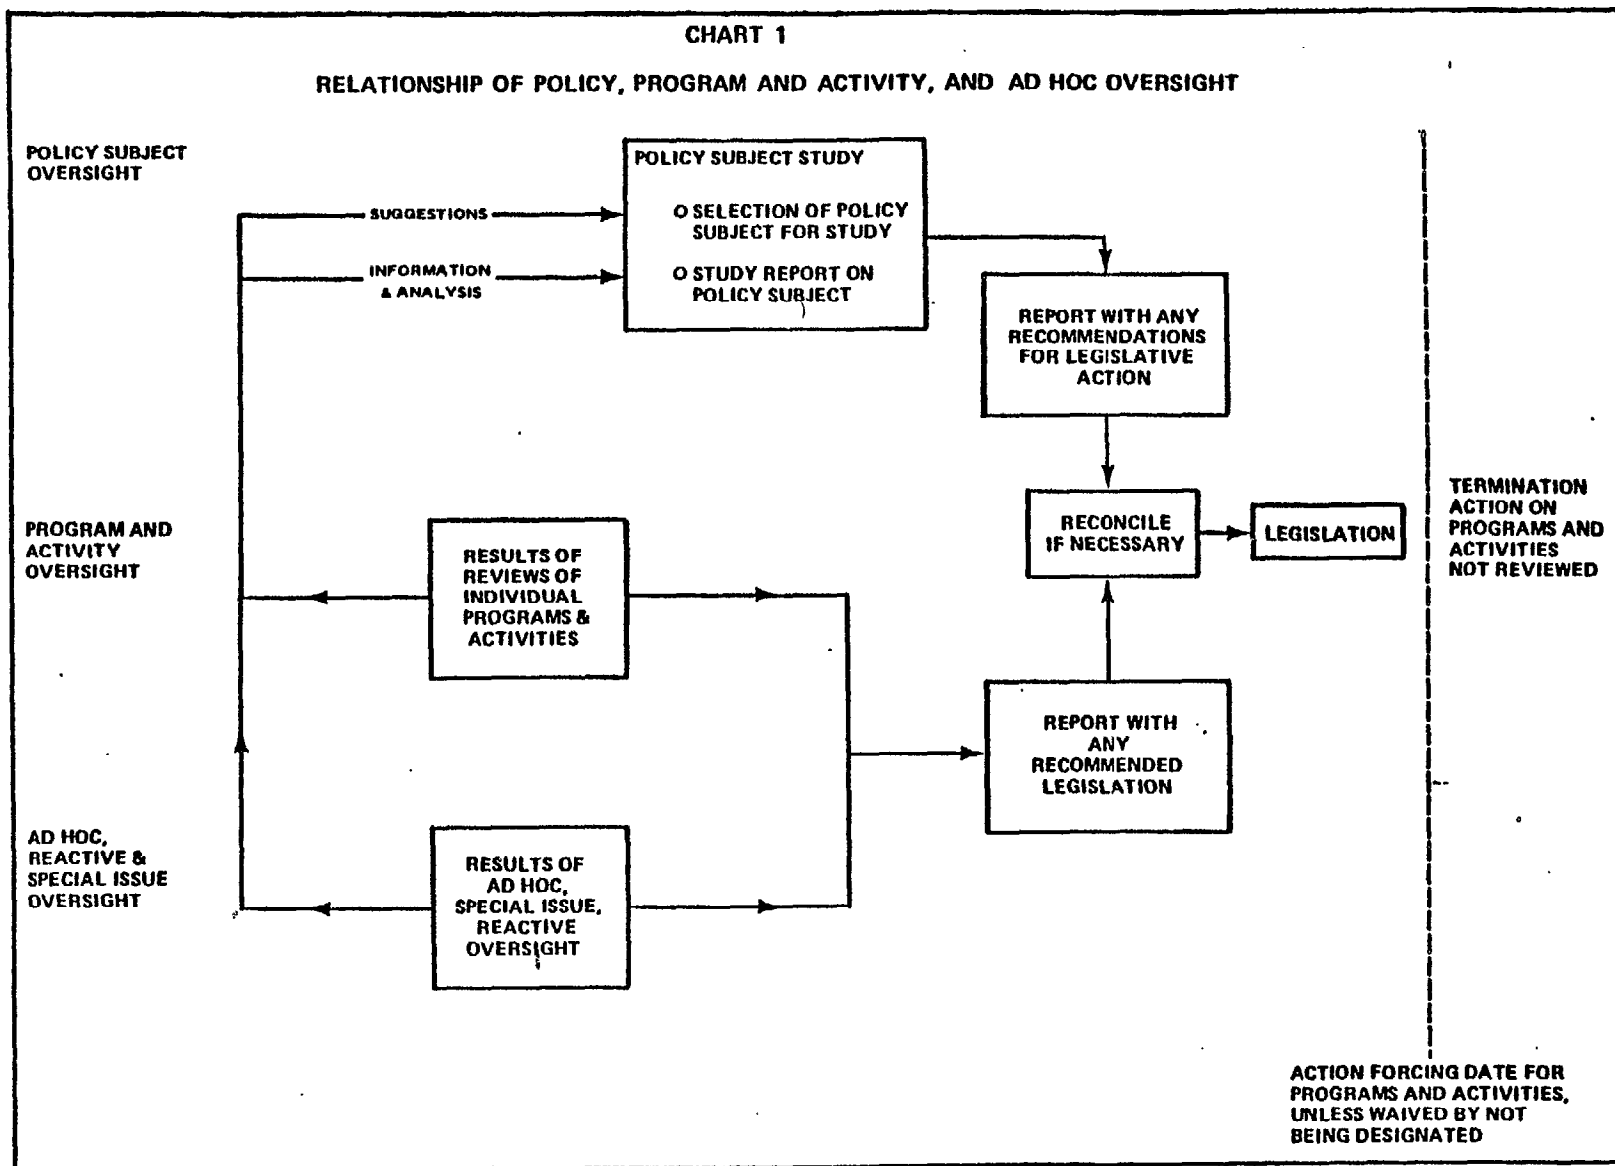 CHART 1
RELATIONSHIP OF POLICY, PROGRAM AND ACTIVITY, AND AD HOC OVERSIGHT
POLICY SUBJECT
OVERSIGHT
SUGGESTIONS
INFORMATION
& ANALYSIS
POLICY SUBJECT STUDY
O SELECTION OF POLICY
SUBJECT FOR STUDY
O STUDY REPORT ON
POLICY SUBJECT
REPORT WITH ANY
RECOMMENDATIONS
FOR LEGISLATIVE
ACTION
PROGRAM AND
ACTIVITY
OVERSIGHT
RESULTS OF
REVIEWS OF
INDIVIDUAL
PROGRAMS &
ACTIVITIES
RECONCILE
IF NECESSARY
LEGISLATION
TERMINATION
ACTION ON
PROGRAMS AND
ACTIVITIES
NOT REVIEWED
REPORT WITH
ANY
RECOMMENDED
LEGISLATION
AD HOC,
REACTIVE &
SPECIAL ISSUE
OVERSIGHT
RESULTS OF
AD HOC,
SPECIAL ISSUE,
REACTIVE
OVERSIGHT
ACTION FORCING DATE FOR
PROGRAMS AND ACTIVITIES,
UNLESS WAIVED BY NOT
BEING DESIGNATED